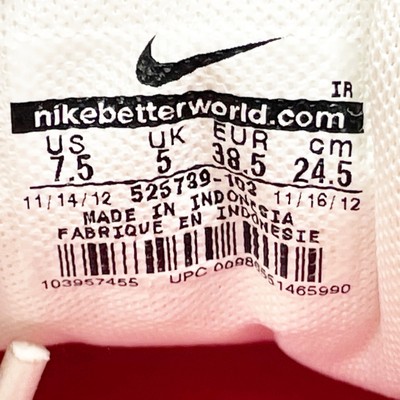 IR
nikebetterworld.com
US UK EUR cm
7.5 5 38.5 24.5
11/14/12 525739-103 11/16/12
MADE IN INDONESIA
FABRIQUE EN INDONESIE
103957455 UPC